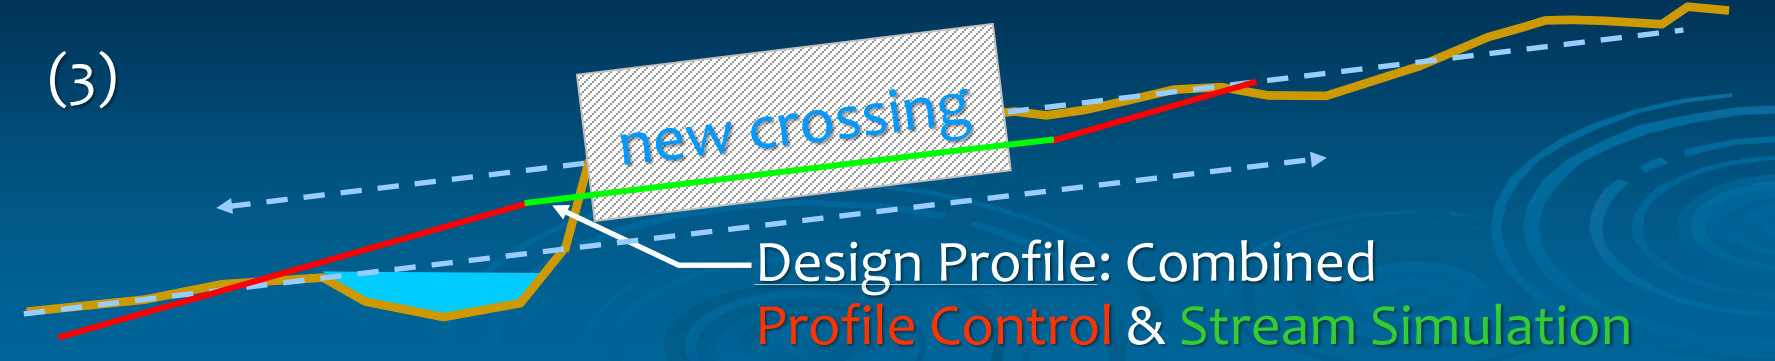 (3)
new crossing
Design Profile: Combined
Profile Control & Stream Simulation